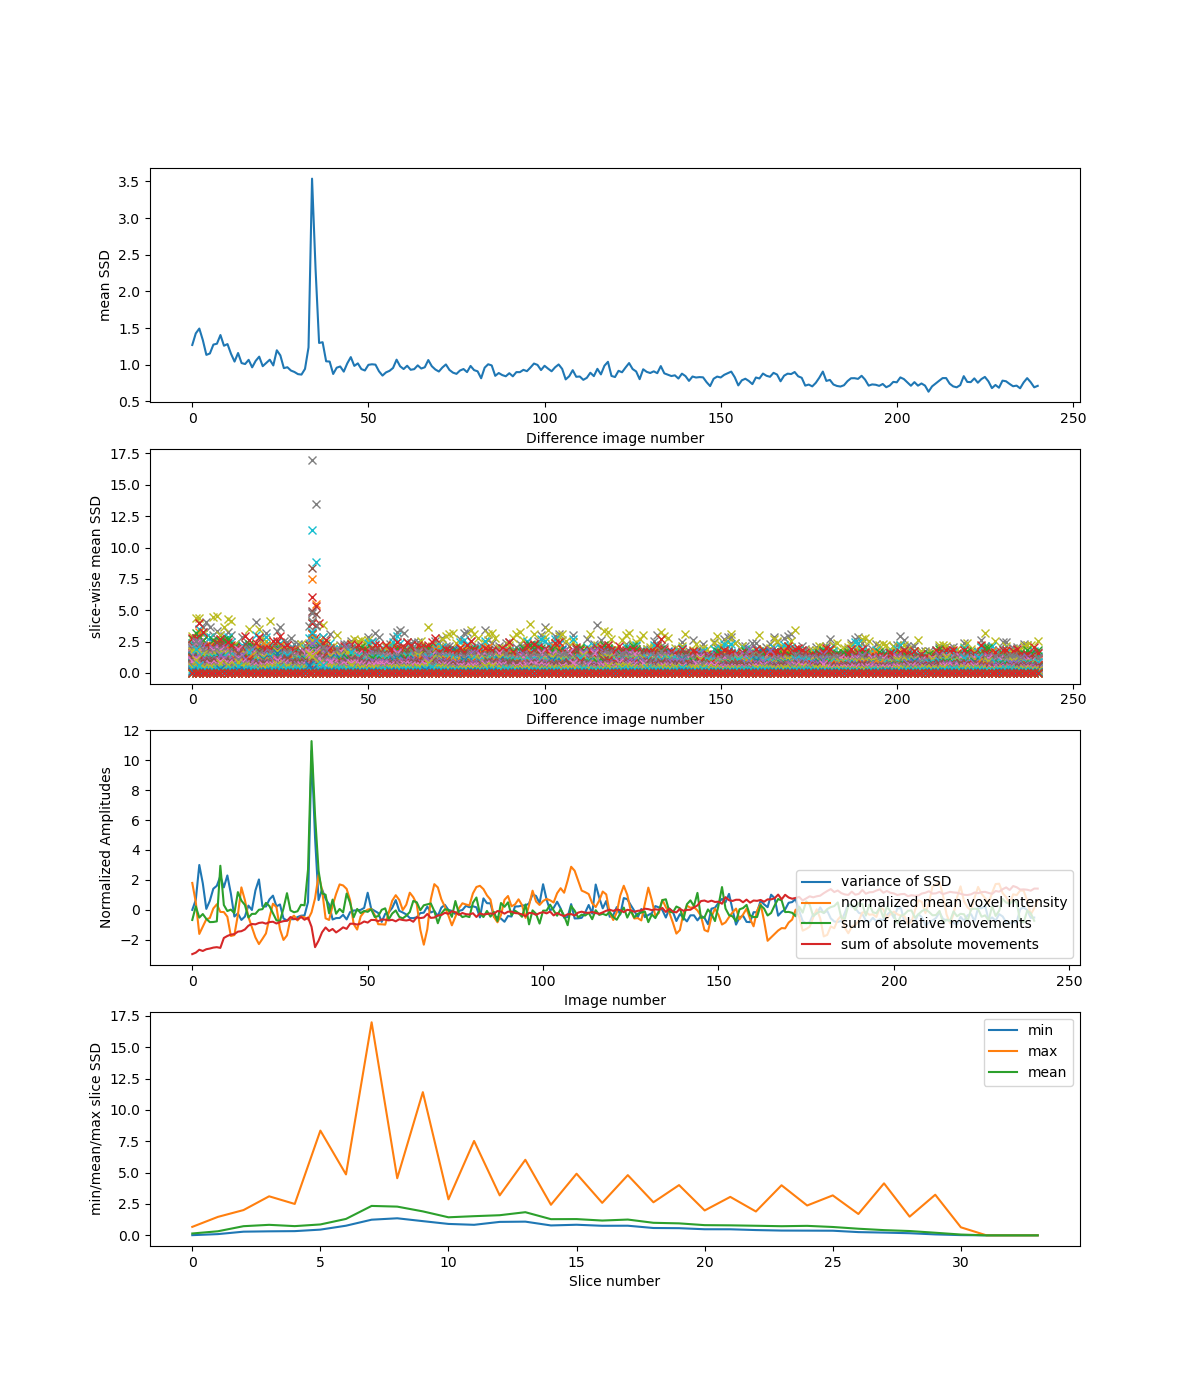 mean SSD
3.5
3.0
2.5
2.0
1.5
1.0
0.5
0 50 100 150 200 250
Difference image number
slice-wise mean SSD
17.5
15.0
12.5
10.0
7.5
5.0
2.5
0.0
0 50 100 150 200 250
Difference image number
Normalized Amplitudes
12
10
8
6
4
2
0
−2
variance of SSD
normalized mean voxel intensity
sum of relative movements
sum of absolute movements
0 50 100 150 200 250
Image number
min/mean/max slice SSD
17.5
15.0
12.5
10.0
7.5
5.0
2.5
0.0
min
max
mean
0 5 10 15 20 25 30
Slice number